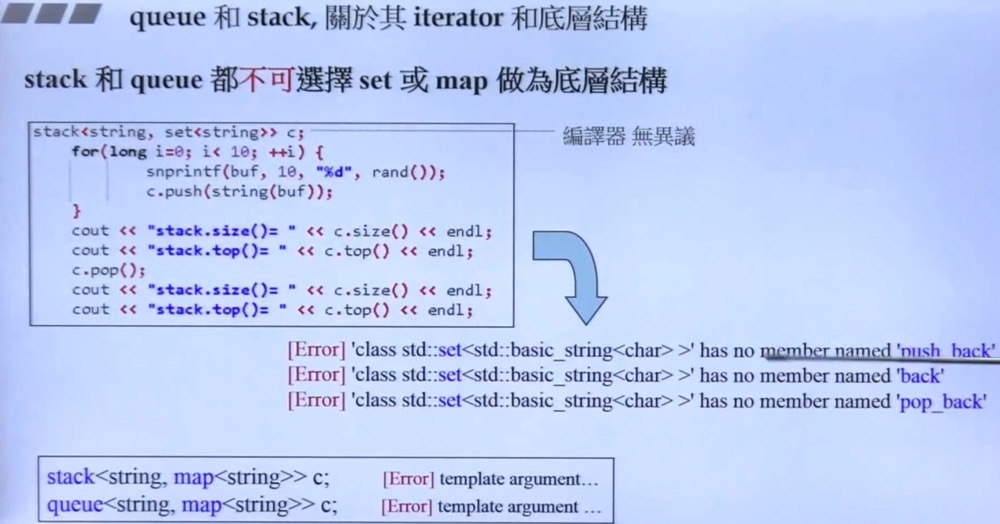 queue 和 stack, 關於其 iterator 和底層結構
stack 和 queue 都不可選擇 set 或 map 做為底層結構
stack<string, set<string>> c;
編譯器 無異議
for(long i=0; i< 10; ++i) {
snprintf(buf, 10, "%d", rand());
c.push(string(buf));
}
cout << "stack.size()= " << c.size() << endl;
cout << "stack.top()= " << c.top() << endl;
c.pop();
cout << "stack.size()= " << c.size() << endl;
cout << "stack.top()= " << c.top() << endl;
[Error] 'class std::set<std::basic_string<char> >' has no member named 'push_back'
[Error] 'class std::set<std::basic_string<char> >' has no member named 'back'
[Error] 'class std::set<std::basic_string<char> >' has no member named 'pop_back'
stack<string, map<string>> c; [Error] template argument…
queue<string, map<string>> c; [Error] template argument …